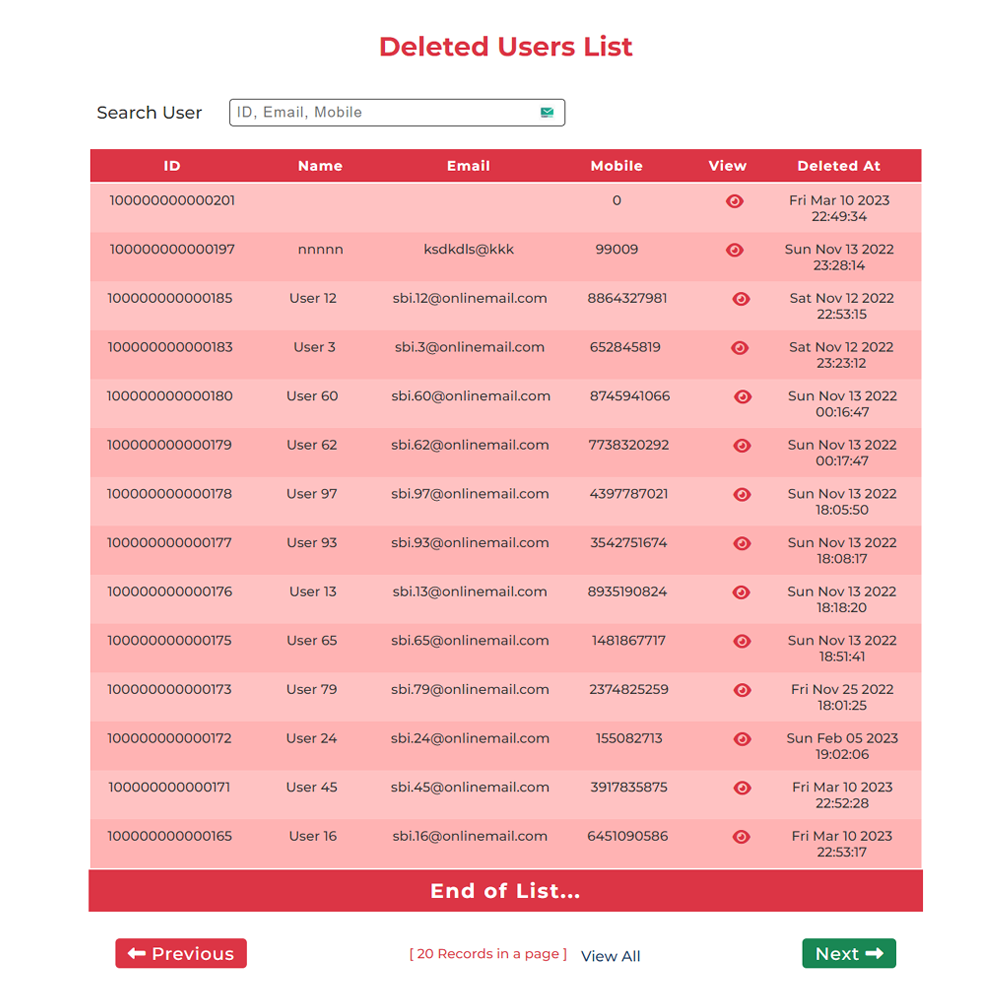 Deleted Users List
Search User ID, Email, Mobile
ID Name Email Mobile View Deleted At
100000000000201 0 Fri Mar 10 2023
22:49:34
100000000000197 nnnnn ksdkdls@kkk 99009 Sun Nov 13 2022
23:28:14
100000000000185 User 12 sbi.12@onlinemail.com 8864327981 Sat Nov 12 2022
22:53:15
100000000000183 User 3 sbi.3@onlinemail.com 652845819 Sat Nov 12 2022
23:23:12
100000000000180 User 60 sbi.60@onlinemail.com 8745941066 Sun Nov 13 2022
00:16:47
100000000000179 User 62 sbi.62@onlinemail.com 7738320292 Sun Nov 13 2022
00:17:47
100000000000178 User 97 sbi.97@onlinemail.com 4397787021 Sun Nov 13 2022
18:05:50
100000000000177 User 93 sbi.93@onlinemail.com 3542751674 Sun Nov 13 2022
18:08:17
100000000000176 User 13 sbi.13@onlinemail.com 8935190824 Sun Nov 13 2022
18:18:20
100000000000175 User 65 sbi.65@onlinemail.com 1481867717 Sun Nov 13 2022
18:51:41
100000000000173 User 79 sbi.79@onlinemail.com 2374825259 Fri Nov 25 2022
18:01:25
100000000000172 User 24 sbi.24@onlinemail.com 155082713 Sun Feb 05 2023
19:02:06
100000000000171 User 45 sbi.45@onlinemail.com 3917835875 Fri Mar 10 2023
22:52:28
100000000000165 User 16 sbi.16@onlinemail.com 6451090586 Fri Mar 10 2023
22:53:17
End of List...
Previous [ 20 Records in a page ] View All Next